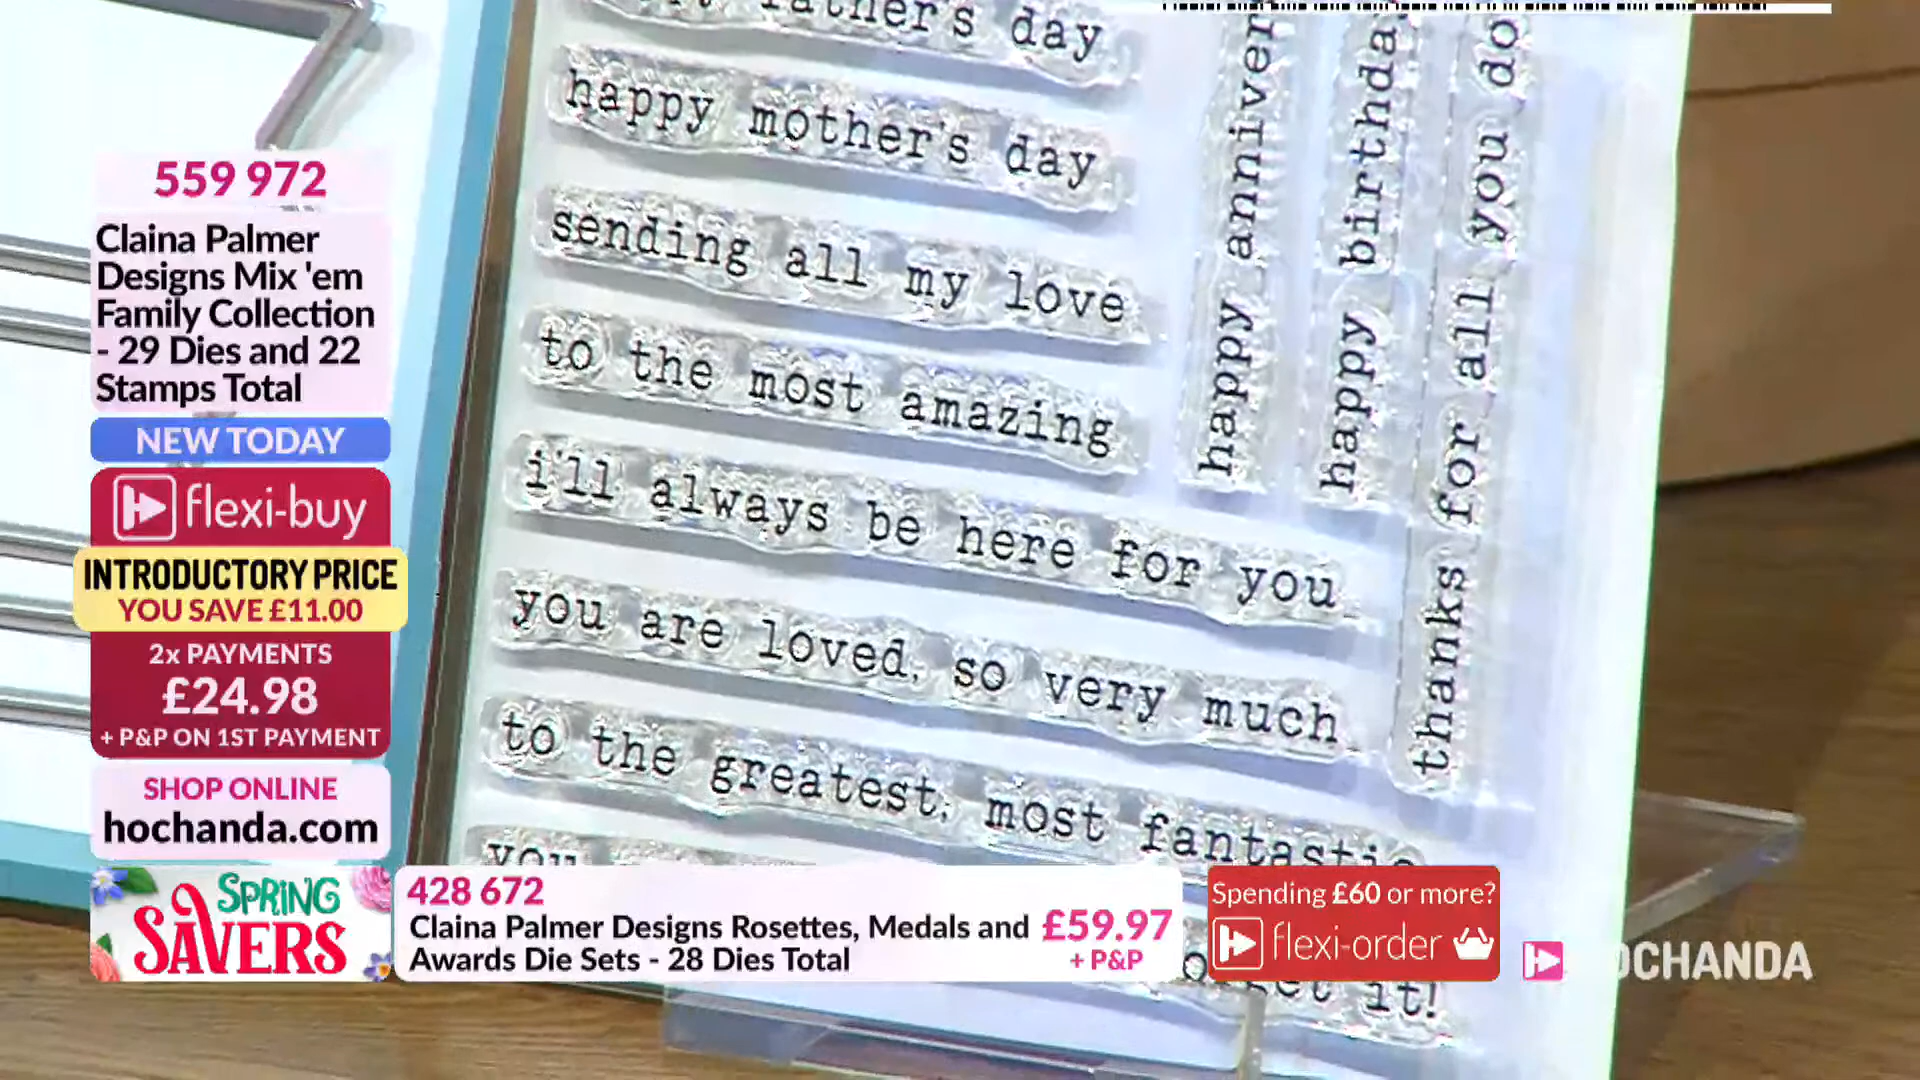 father's day
happy mother's day
sending all my love
to the most amazing
i'll always be here for you
you are loved, so very much
to the greatest, most fantastic
you
it!
happy
happy
thanks for all you do
559 972
Claina Palmer
Designs Mix 'em
Family Collection
- 29 Dies and 22
Stamps Total
NEW TODAY
flexi-buy
INTRODUCTORY PRICE
YOU SAVE £11.00
2x PAYMENTS
£24.98
+ P&P ON 1ST PAYMENT
SHOP ONLINE
hochanda.com
SPRING
SAVERS
428 672
Claina Palmer Designs Rosettes, Medals and
Awards Die Sets - 28 Dies Total
£59.97
+ P&P
Spending £60 or more?
flexi-order
HOCHANDA